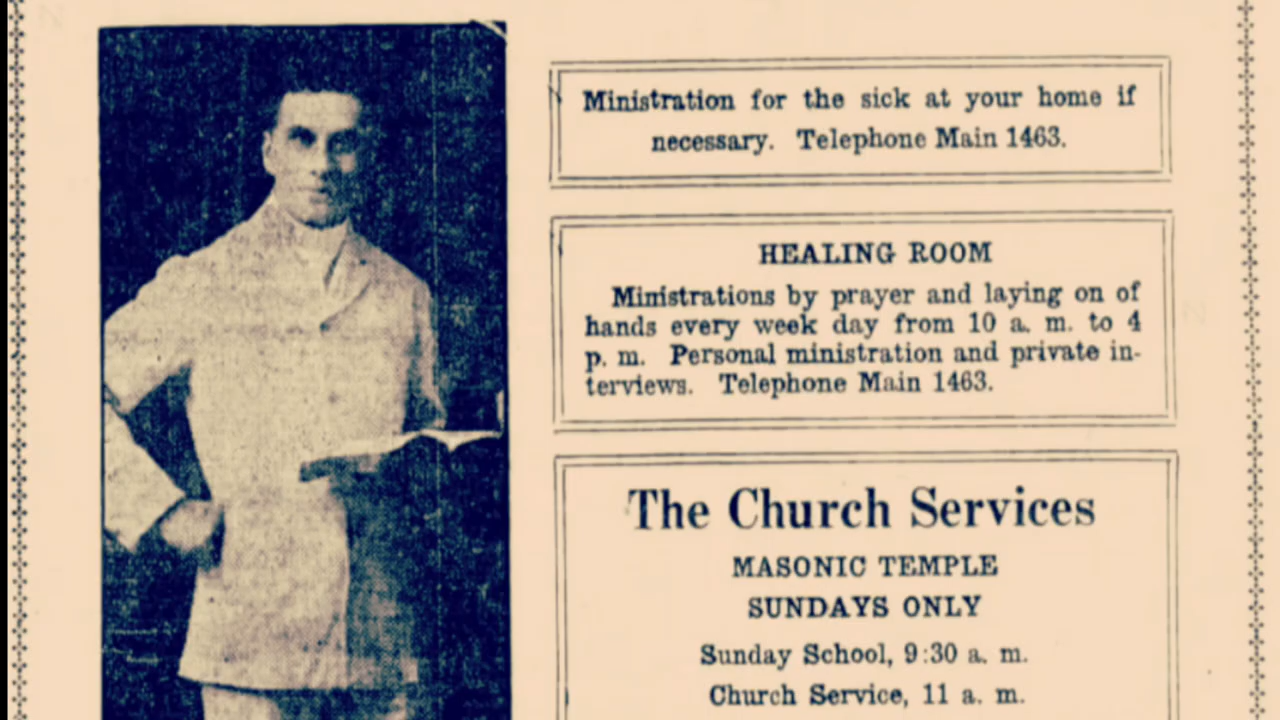 Ministration for the sick at your home if
necessary. Telephone Main 1463.
HEALING ROOM
Ministrations by prayer and laying on of
hands every week day from 10 a. m. to 4
p. m. Personal ministration and private in-
terviews. Telephone Main 1463.
The Church Services
MASONIC TEMPLE
SUNDAYS ONLY
Sunday School, 9:30 a. m.
Church Service, 11 a. m.